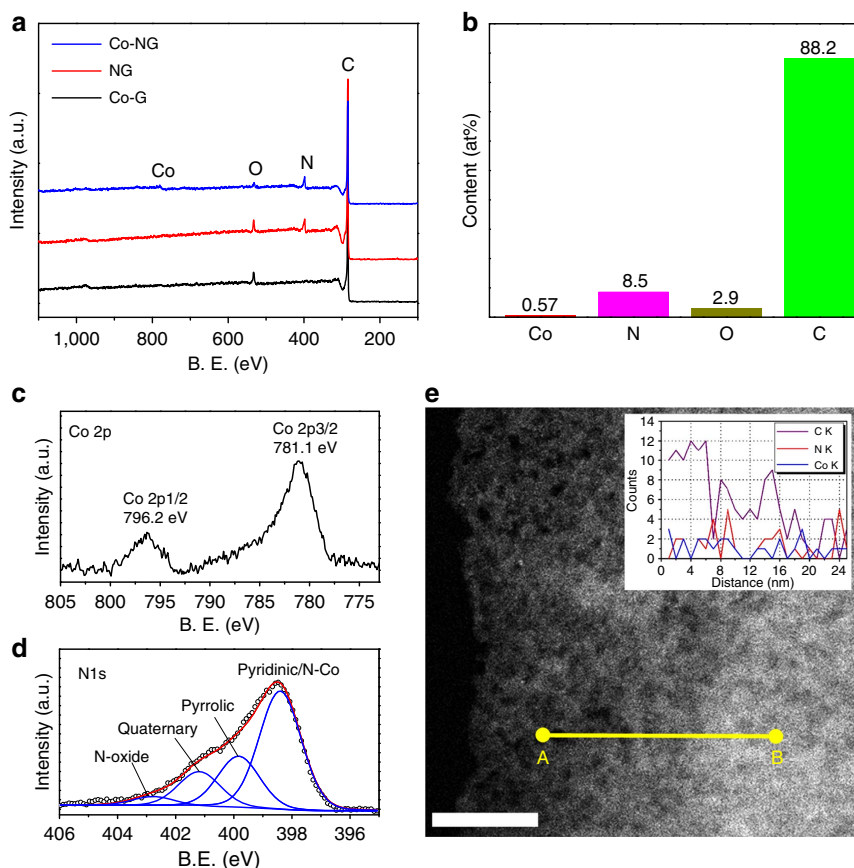 a
Co-NG
NG
Co-G
C
Co
O
N
Intensity (a.u.)
1,000 800 600 400 200
B. E. (eV)
b
88.2
8.5
2.9
0.57
Content (at%)
Co N O C
c
Co 2p
Co 2p3/2
781.1 eV
Co 2p1/2
796.2 eV
Intensity (a.u.)
805 795 790 785 781 775
B. E. (eV)
d
N1s
Pyridinic/N-Co
Pyrrolic
Quaternary
N-oxide
Intensity (a.u.)
406 404 402 400 398 396
B.E. (eV)
e
14
12
10
8
6
4
2
0
Counts
C K
N K
Co K
0 4 8 12 16 20 24
Distance (nm)
A B